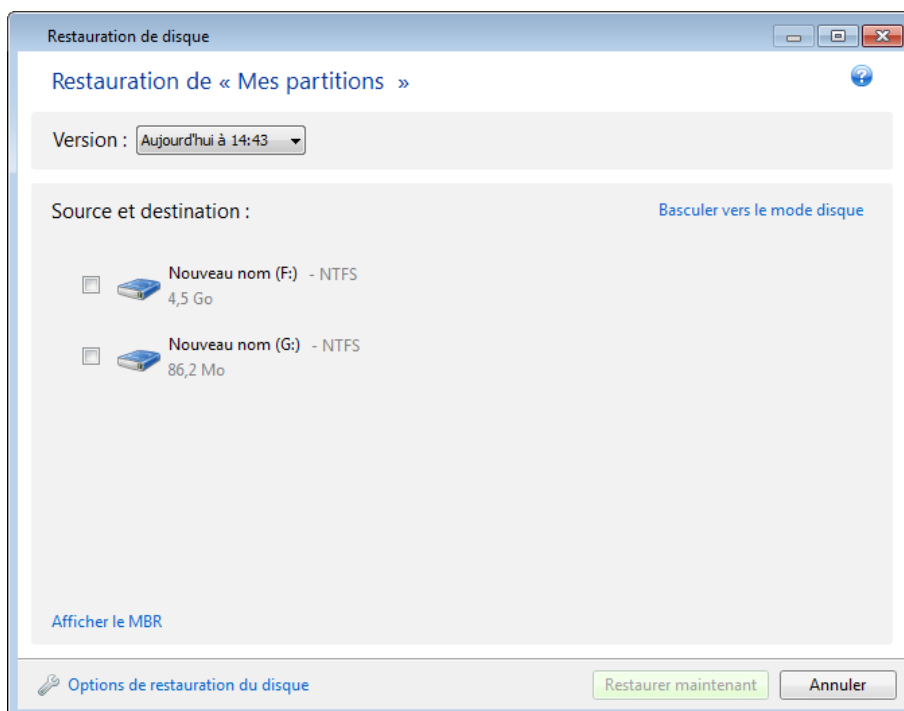 Restauration de disque
Restauration de « Mes partitions »
Version : Aujourd'hui à 14:43
Source et destination : Basculer vers le mode disque
Nouveau nom (F:) - NTFS
4,5 Go
Nouveau nom (G:) - NTFS
86,2 Mo
Afficher le MBR
Options de restauration du disque Restaurer maintenant Annuler